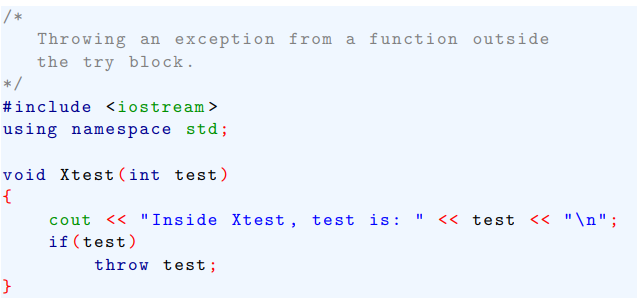 /*
   Throwing an exception from a function outside
   the try block.
*/
#include <iostream>
using namespace std;

void Xtest(int test)
{
    cout << "Inside Xtest, test is: " << test << "\n";
    if(test)
        throw test;
}